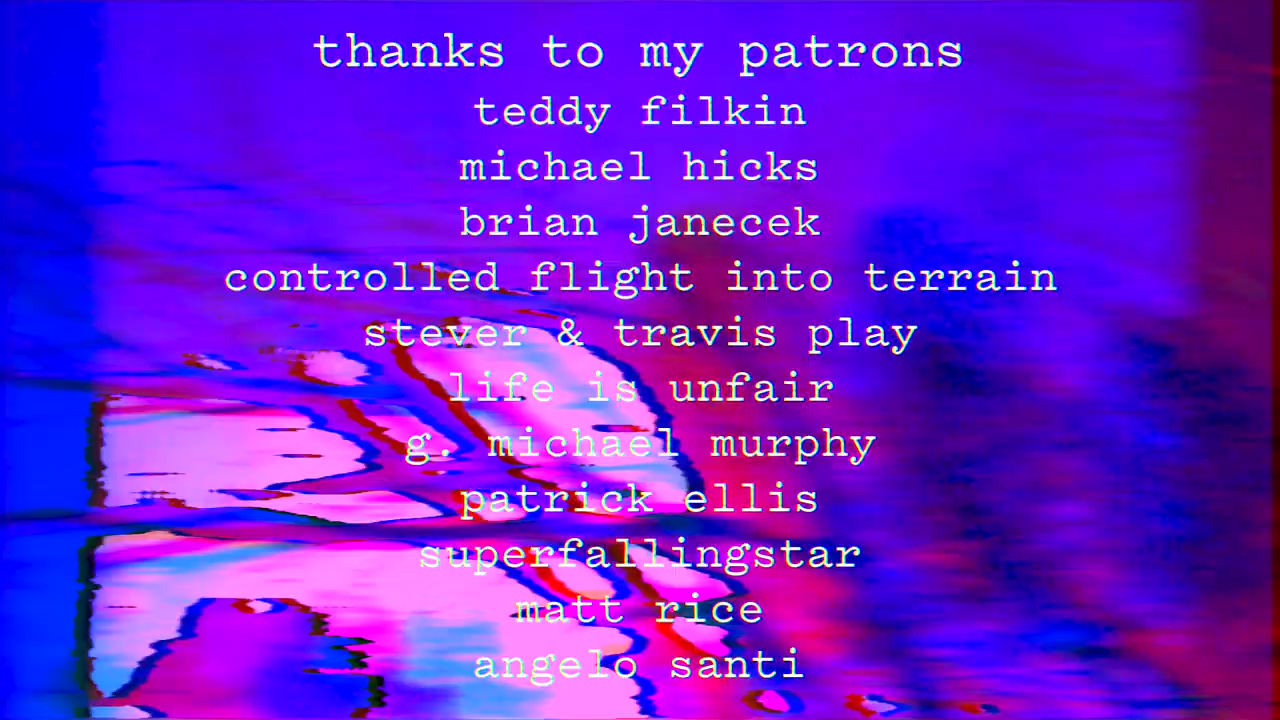 thanks to my patrons
teddy filkin
michael hicks
brian janecek
controlled flight into terrain
stever & travis play
life is unfair
g. michael murphy
patrick ellis
superfallingstar
matt rice
angelo santi